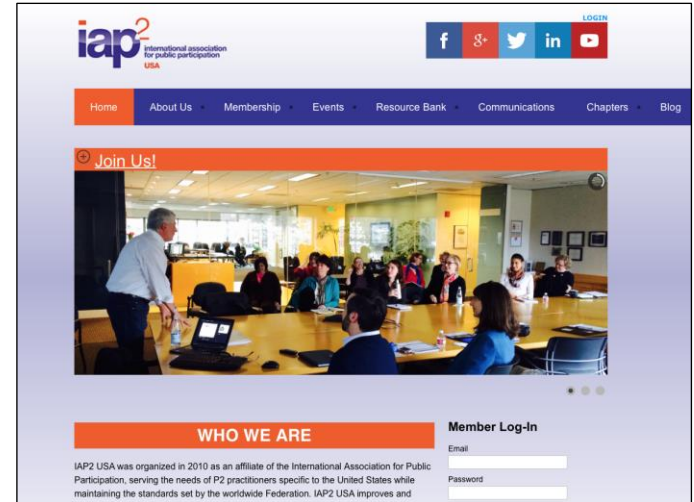 LOGIN
iap2
international association
for public participation
USA
f
g+
in
Home About Us Membership Events Resource Bank Communications Chapters Blog
Join Us!
WHO WE ARE
Member Log-In
Email
IAP2 USA was organized in 2010 as an affiliate of the International Association for Public
Participation, serving the needs of P2 practitioners specific to the United States while
Password
maintaining the standards set by the worldwide Federation. IAP2 USA improves and